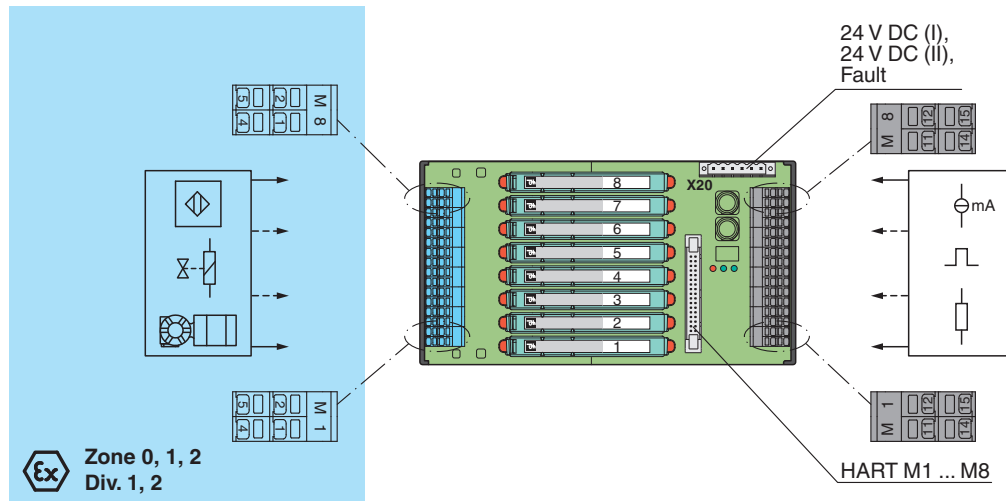 24 V DC (I),
24 V DC (II),
Fault
5 2 M 8
4 1
M 8 12 15
11 14
X20
8
7
6
5
4
3
2
1
mA
5 2 M 1
4 1
M 1 12 15
11 14
HART M1 ... M8
Ex
Zone 0, 1, 2
Div. 1, 2